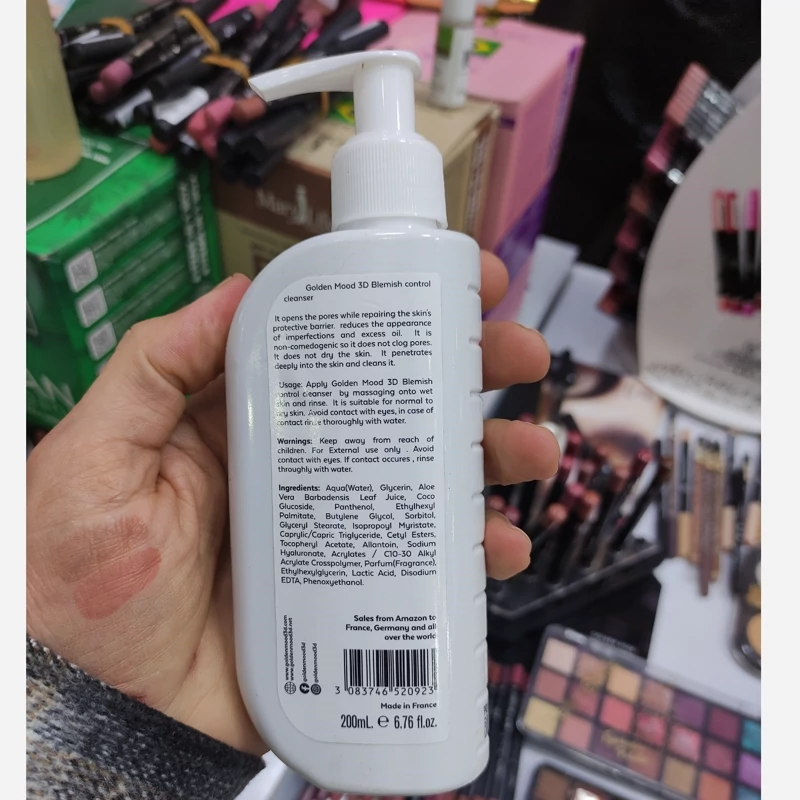 Golden Mood 3D Blemish control
cleanser
It opens the pores while repairing the skin's
protective barrier. reduces the appearance
of imperfections and excess oil. It is
non-comedogenic so it does not clog pores.
It does not dry the skin. It penetrates
deeply into the skin and cleans it.
Usage: Apply Golden Mood 3D Blemish
control cleanser by massaging onto wet
skin and rinse. It is suitable for normal to
dry skin. Avoid contact with eyes, in case of
contact rinse thoroughly with water.
Warnings: Keep away from reach of
children. For External use only . Avoid
contact with eyes. If contact occures , rinse
throughly with water.
Ingredients: Aqua(Water), Glycerin, Aloe
Vera Barbadensis Leaf Juice, Coco
Glucoside, Panthenol, Ethylhexyl
Palmitate, Butylene Glycol, Sorbitol,
Glyceryl Stearate, Isopropoyl Myristate,
Caprylic/Capric Triglyceride, Cetyl Esters,
Tocopheryl Acetate, Allantoin, Sodium
Hyaluronate, Acrylates / C10-30 Alkyl
Acrylate Crosspolymer, Parfum(Fragrance),
Ethylhexylglycerin, Lactic Acid, Disodium
EDTA, Phenoxyethanol.
Sales from Amazon to
France, Germany and all
over the world
www.goldenmood3d.com
www.goldenmood3d.net
goldenmood3d
goldenmood3d
3 083746 520923
Made in France
200mL. ℮ 6.76 fl.oz.